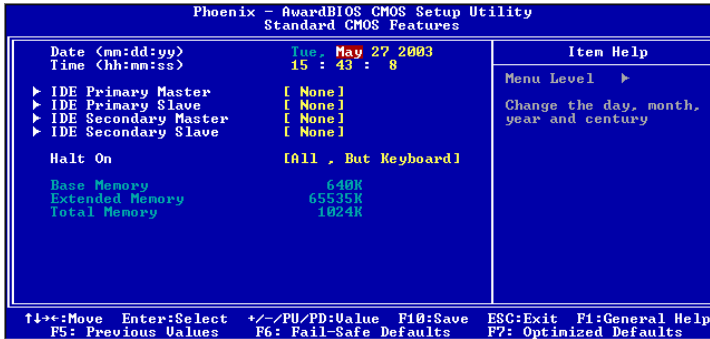 Phoenix - AwardBIOS CMOS Setup Utility
Standard CMOS Features
Date (mm:dd:yy) Tue, May 27 2003
Time (hh:mm:ss) 15 : 43 : 8
IDE Primary Master [ None]
IDE Primary Slave [ None]
IDE Secondary Master [ None]
IDE Secondary Slave [ None]
Halt On [All , But Keyboard]
Base Memory 640K
Extended Memory 65535K
Total Memory 1024K
Item Help
Menu Level
Change the day, month,
year and century
↑↓→←:Move Enter:Select +/-/PU/PD:Value F10:Save ESC:Exit F1:General Help
F5: Previous Values F6: Fail-Safe Defaults F7: Optimized Defaults